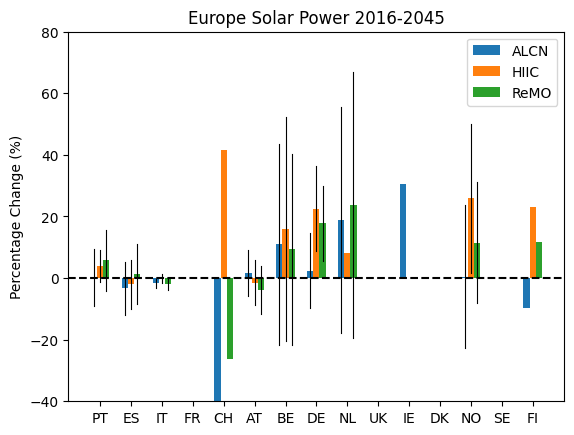 Europe Solar Power 2016-2045
ALCN
HIIC
ReMO
Percentage Change (%)
80
60
40
20
0
−20
−40
PT ES IT FR CH AT BE DE NL UK IE DK NO SE FI